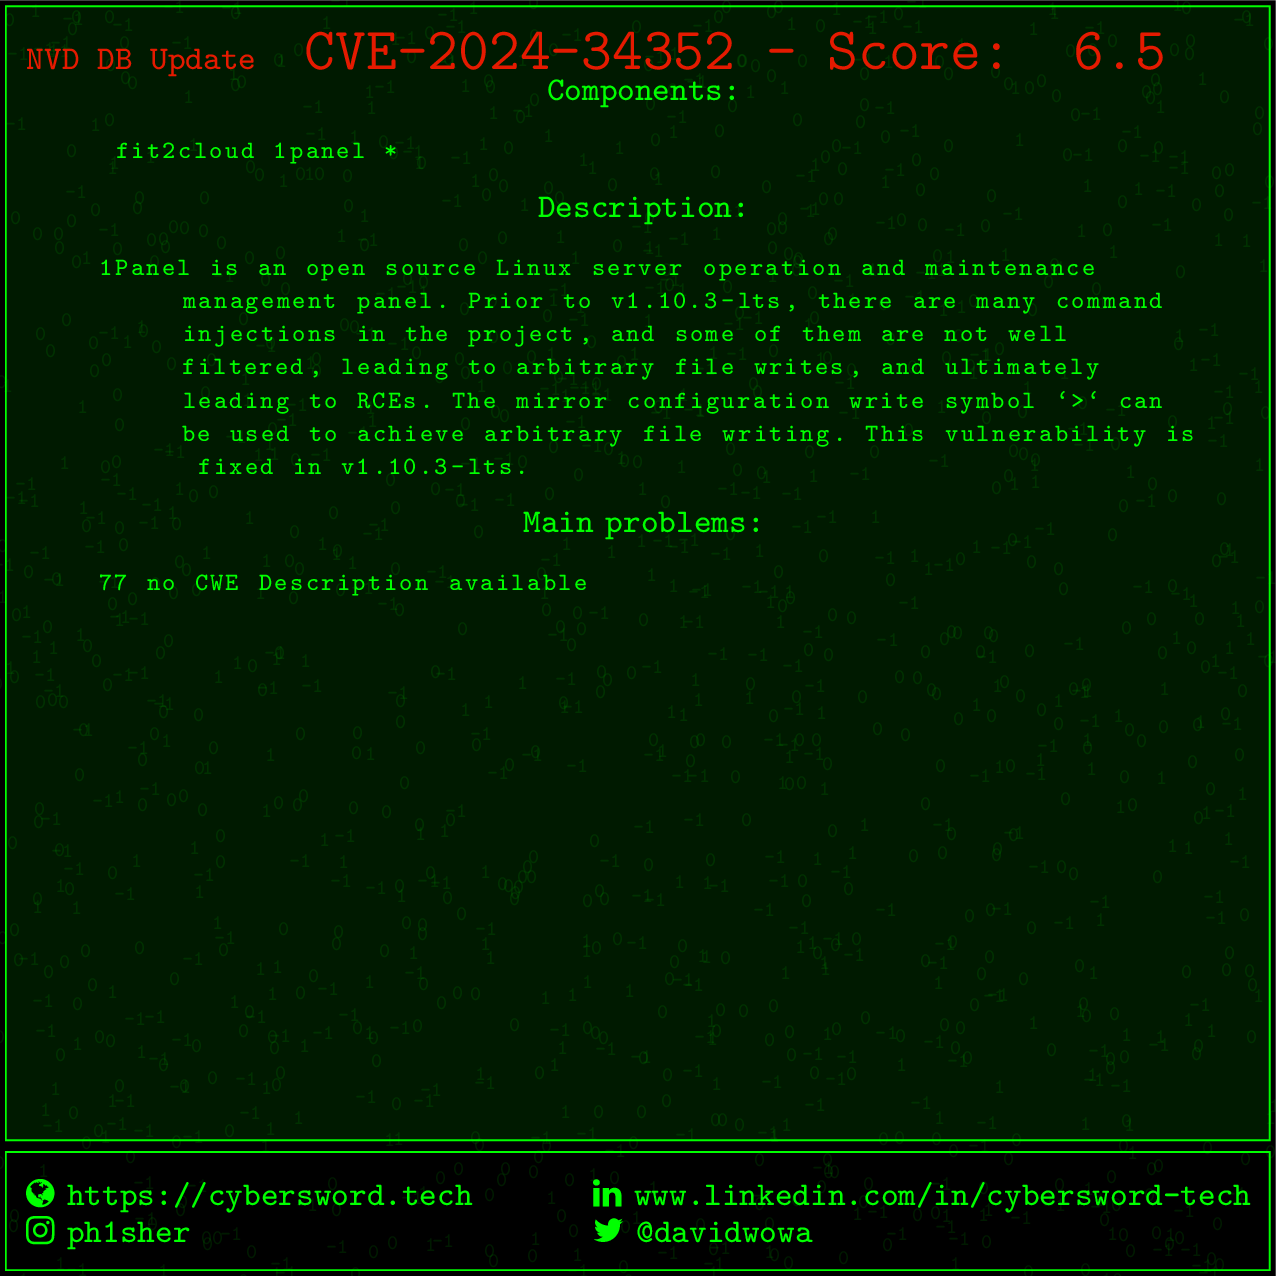 NVD DB Update CVE-2024-34352 - Score: 6.5
Components:
fit2cloud 1panel *
Description:
1Panel is an open source Linux server operation and maintenance
management panel. Prior to v1.10.3-lts, there are many command
injections in the project, and some of them are not well
filtered, leading to arbitrary file writes, and ultimately
leading to RCEs. The mirror configuration write symbol ‘>‘ can
be used to achieve arbitrary file writing. This vulnerability is
fixed in v1.10.3-lts.
Main problems:
77 no CWE Description available
https://cybersword.tech
www.linkedin.com/in/cybersword-tech
ph1sher
@davidwowa